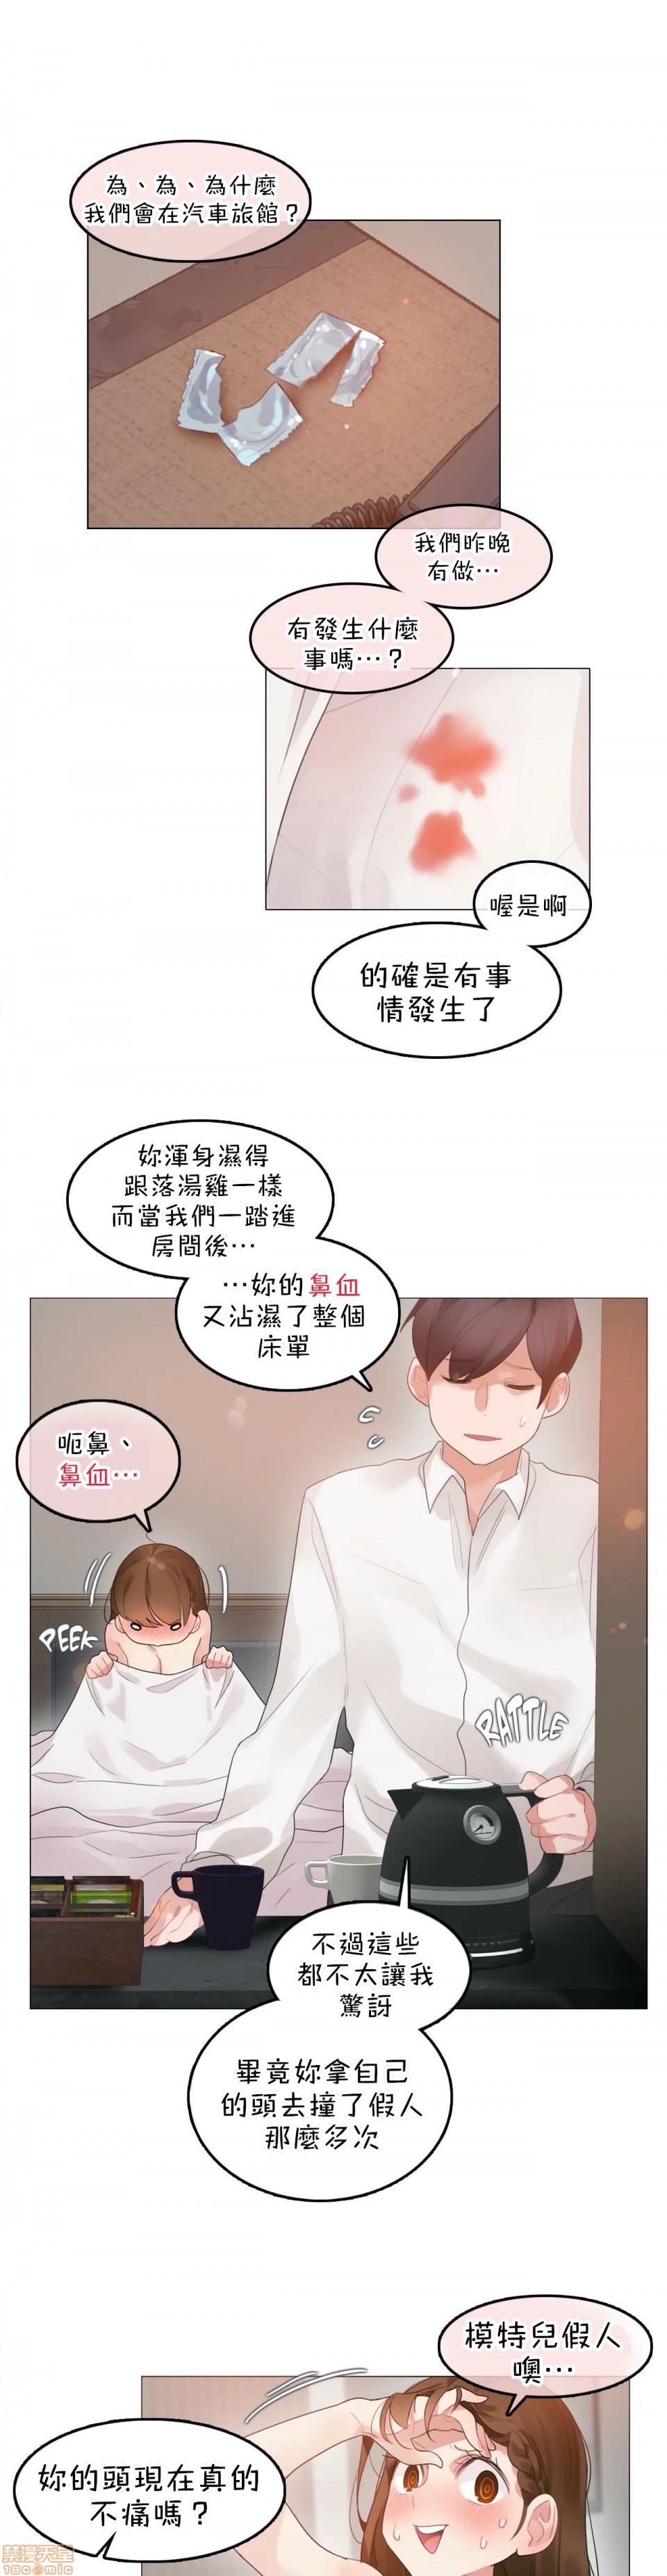 為、為、為什麼
我們會在汽車旅館？
我們昨晚
有做⋯
有發生什麼
事嗎⋯？
喔是啊
的確是有事
情發生了
妳渾身濕得
跟落湯雞一樣
而當我們一踏進
房間後⋯
⋯妳的鼻血
又沾濕了整個
床單
呃鼻、
鼻血⋯
PEEK
RATTLE
不過這些
都不太讓我
驚訝
畢竟妳拿自己
的頭去撞了假人
那麼多次
模特兒假人
噢⋯
妳的頭現在真的
不痛嗎？
禁漫天堂
18comic